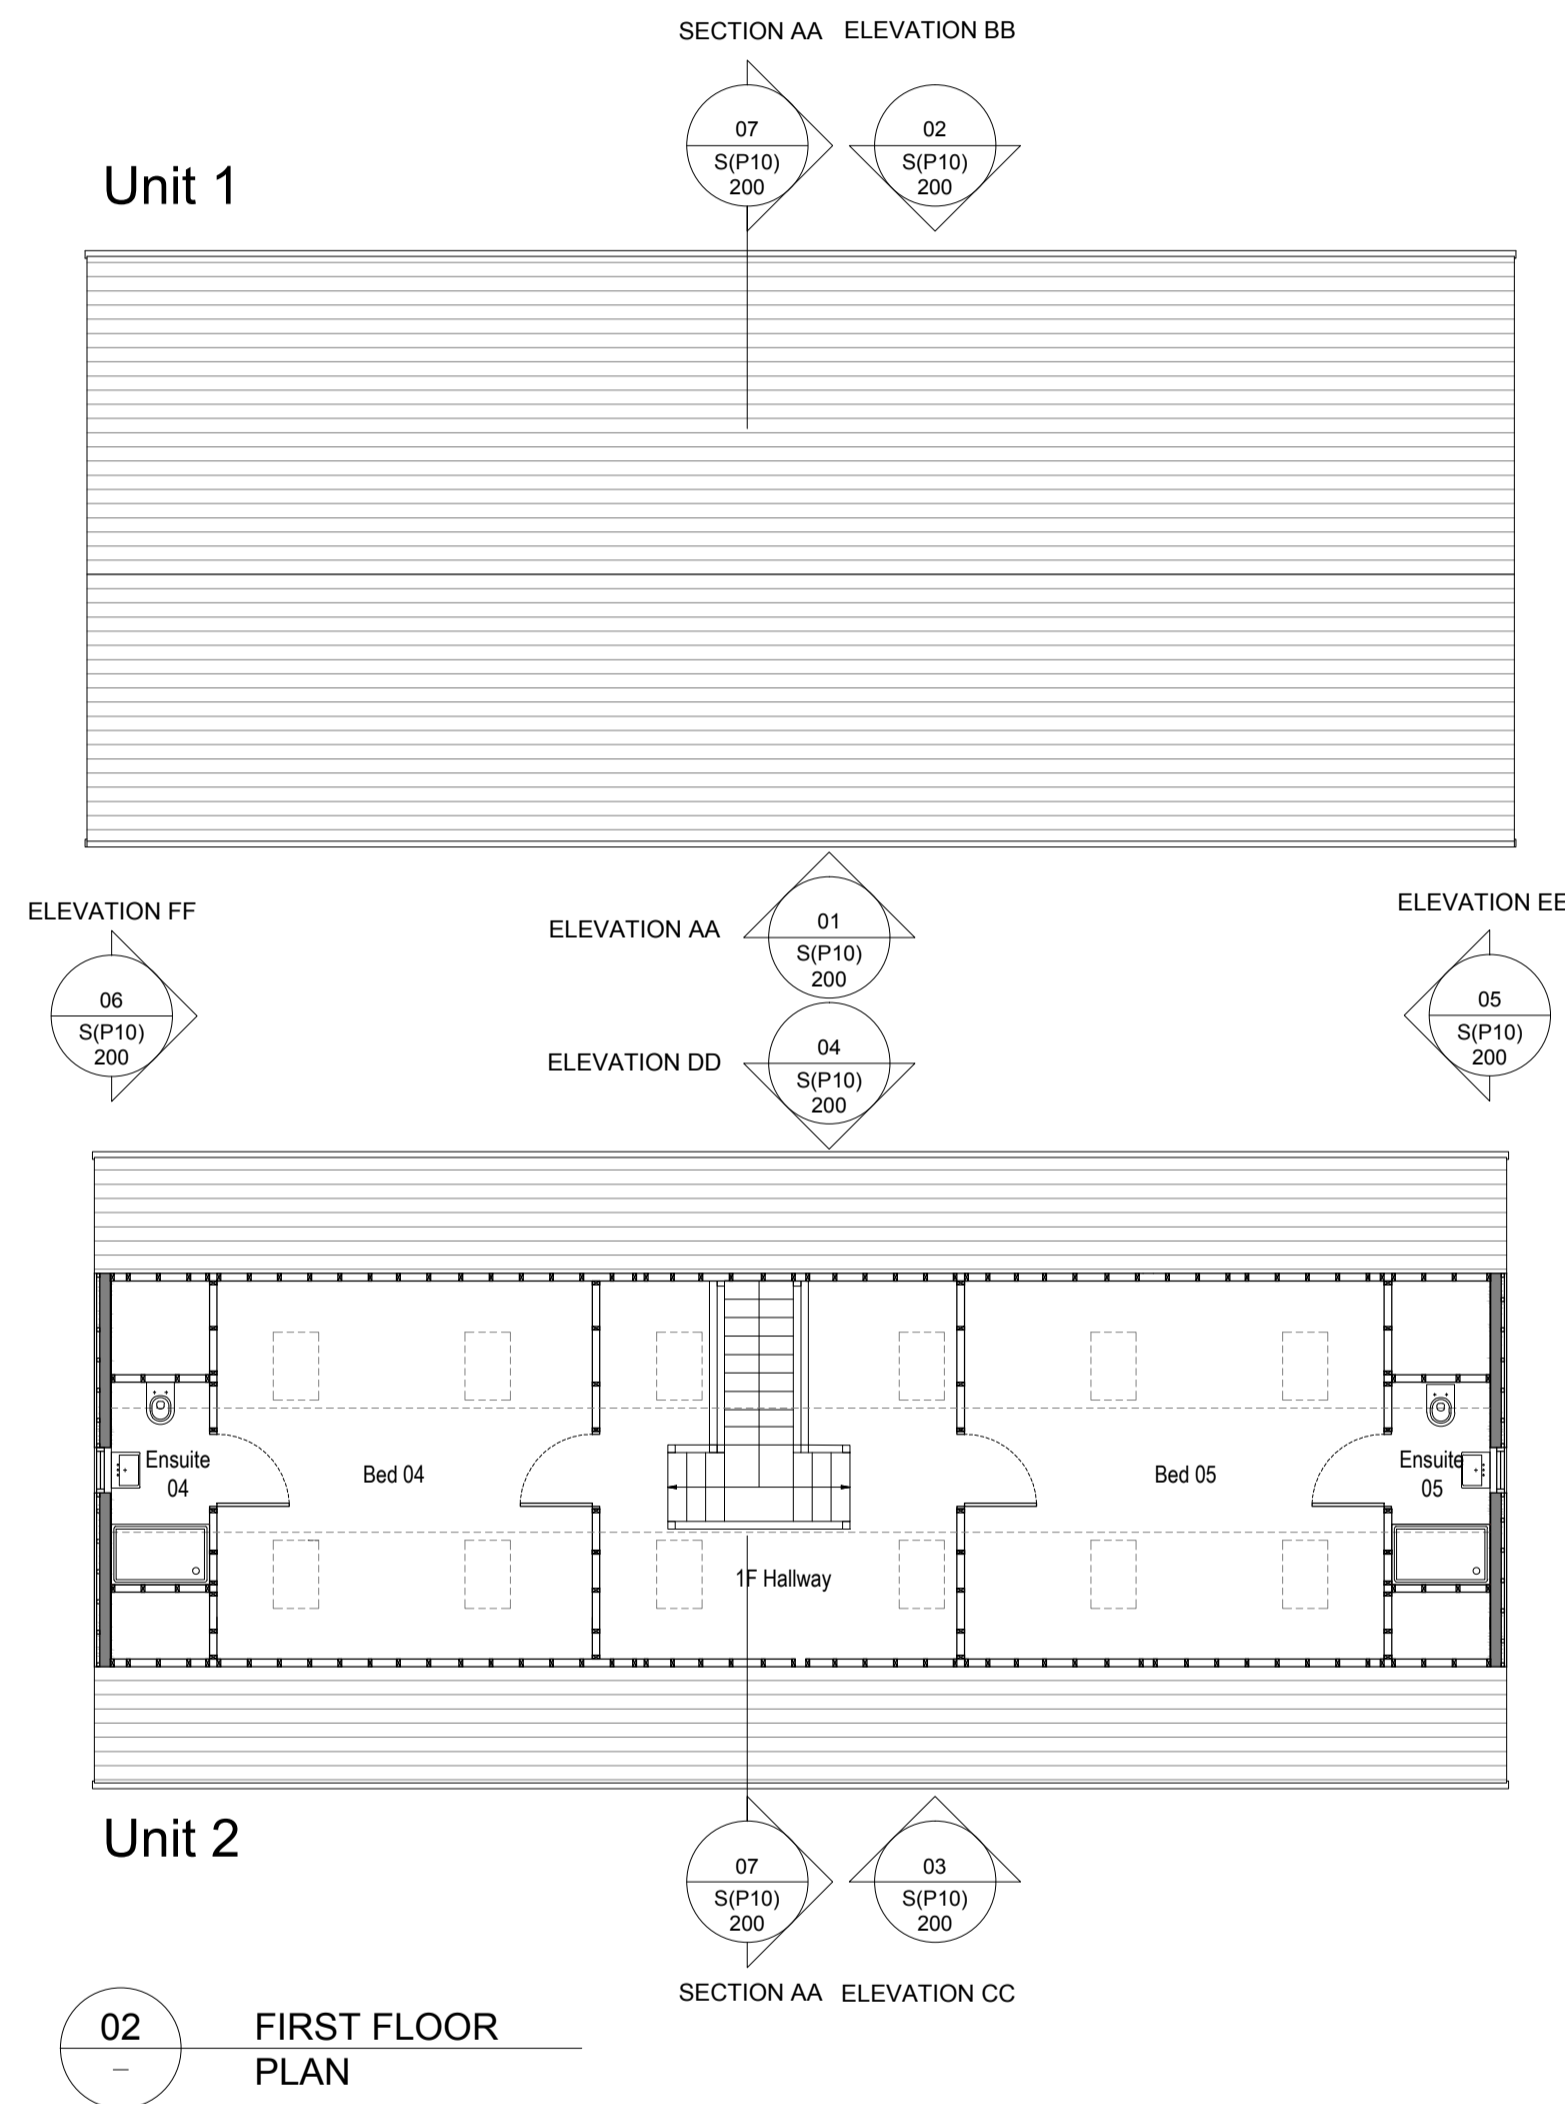 SECTION AA ELEVATION BB
07
S(P10)
200
02
S(P10)
200
Unit 1
ELEVATION FF
06
S(P10)
200
ELEVATION AA
01
S(P10)
200
ELEVATION DD
04
S(P10)
200
ELEVATION EE
05
S(P10)
200
Ensuite
04
Bed 04
Bed 05
Ensuite
05
1F Hallway
Unit 2
07
S(P10)
200
03
S(P10)
200
SECTION AA ELEVATION CC
02
–
FIRST FLOOR
PLAN